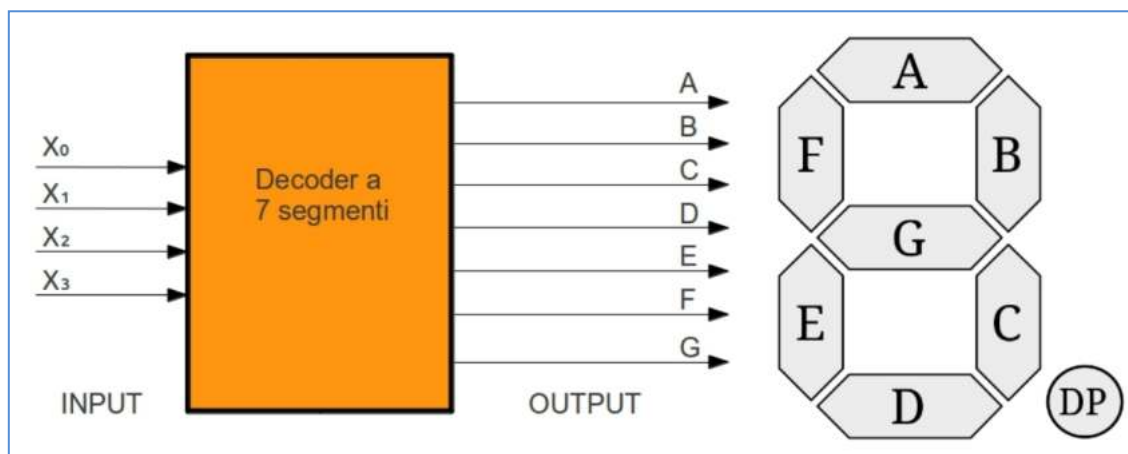 X₀
X₁
X₂
X₃
INPUT
Decoder a
7 segmenti
A
B
C
D
E
F
G
OUTPUT
A
F
B
G
E
C
D
DP